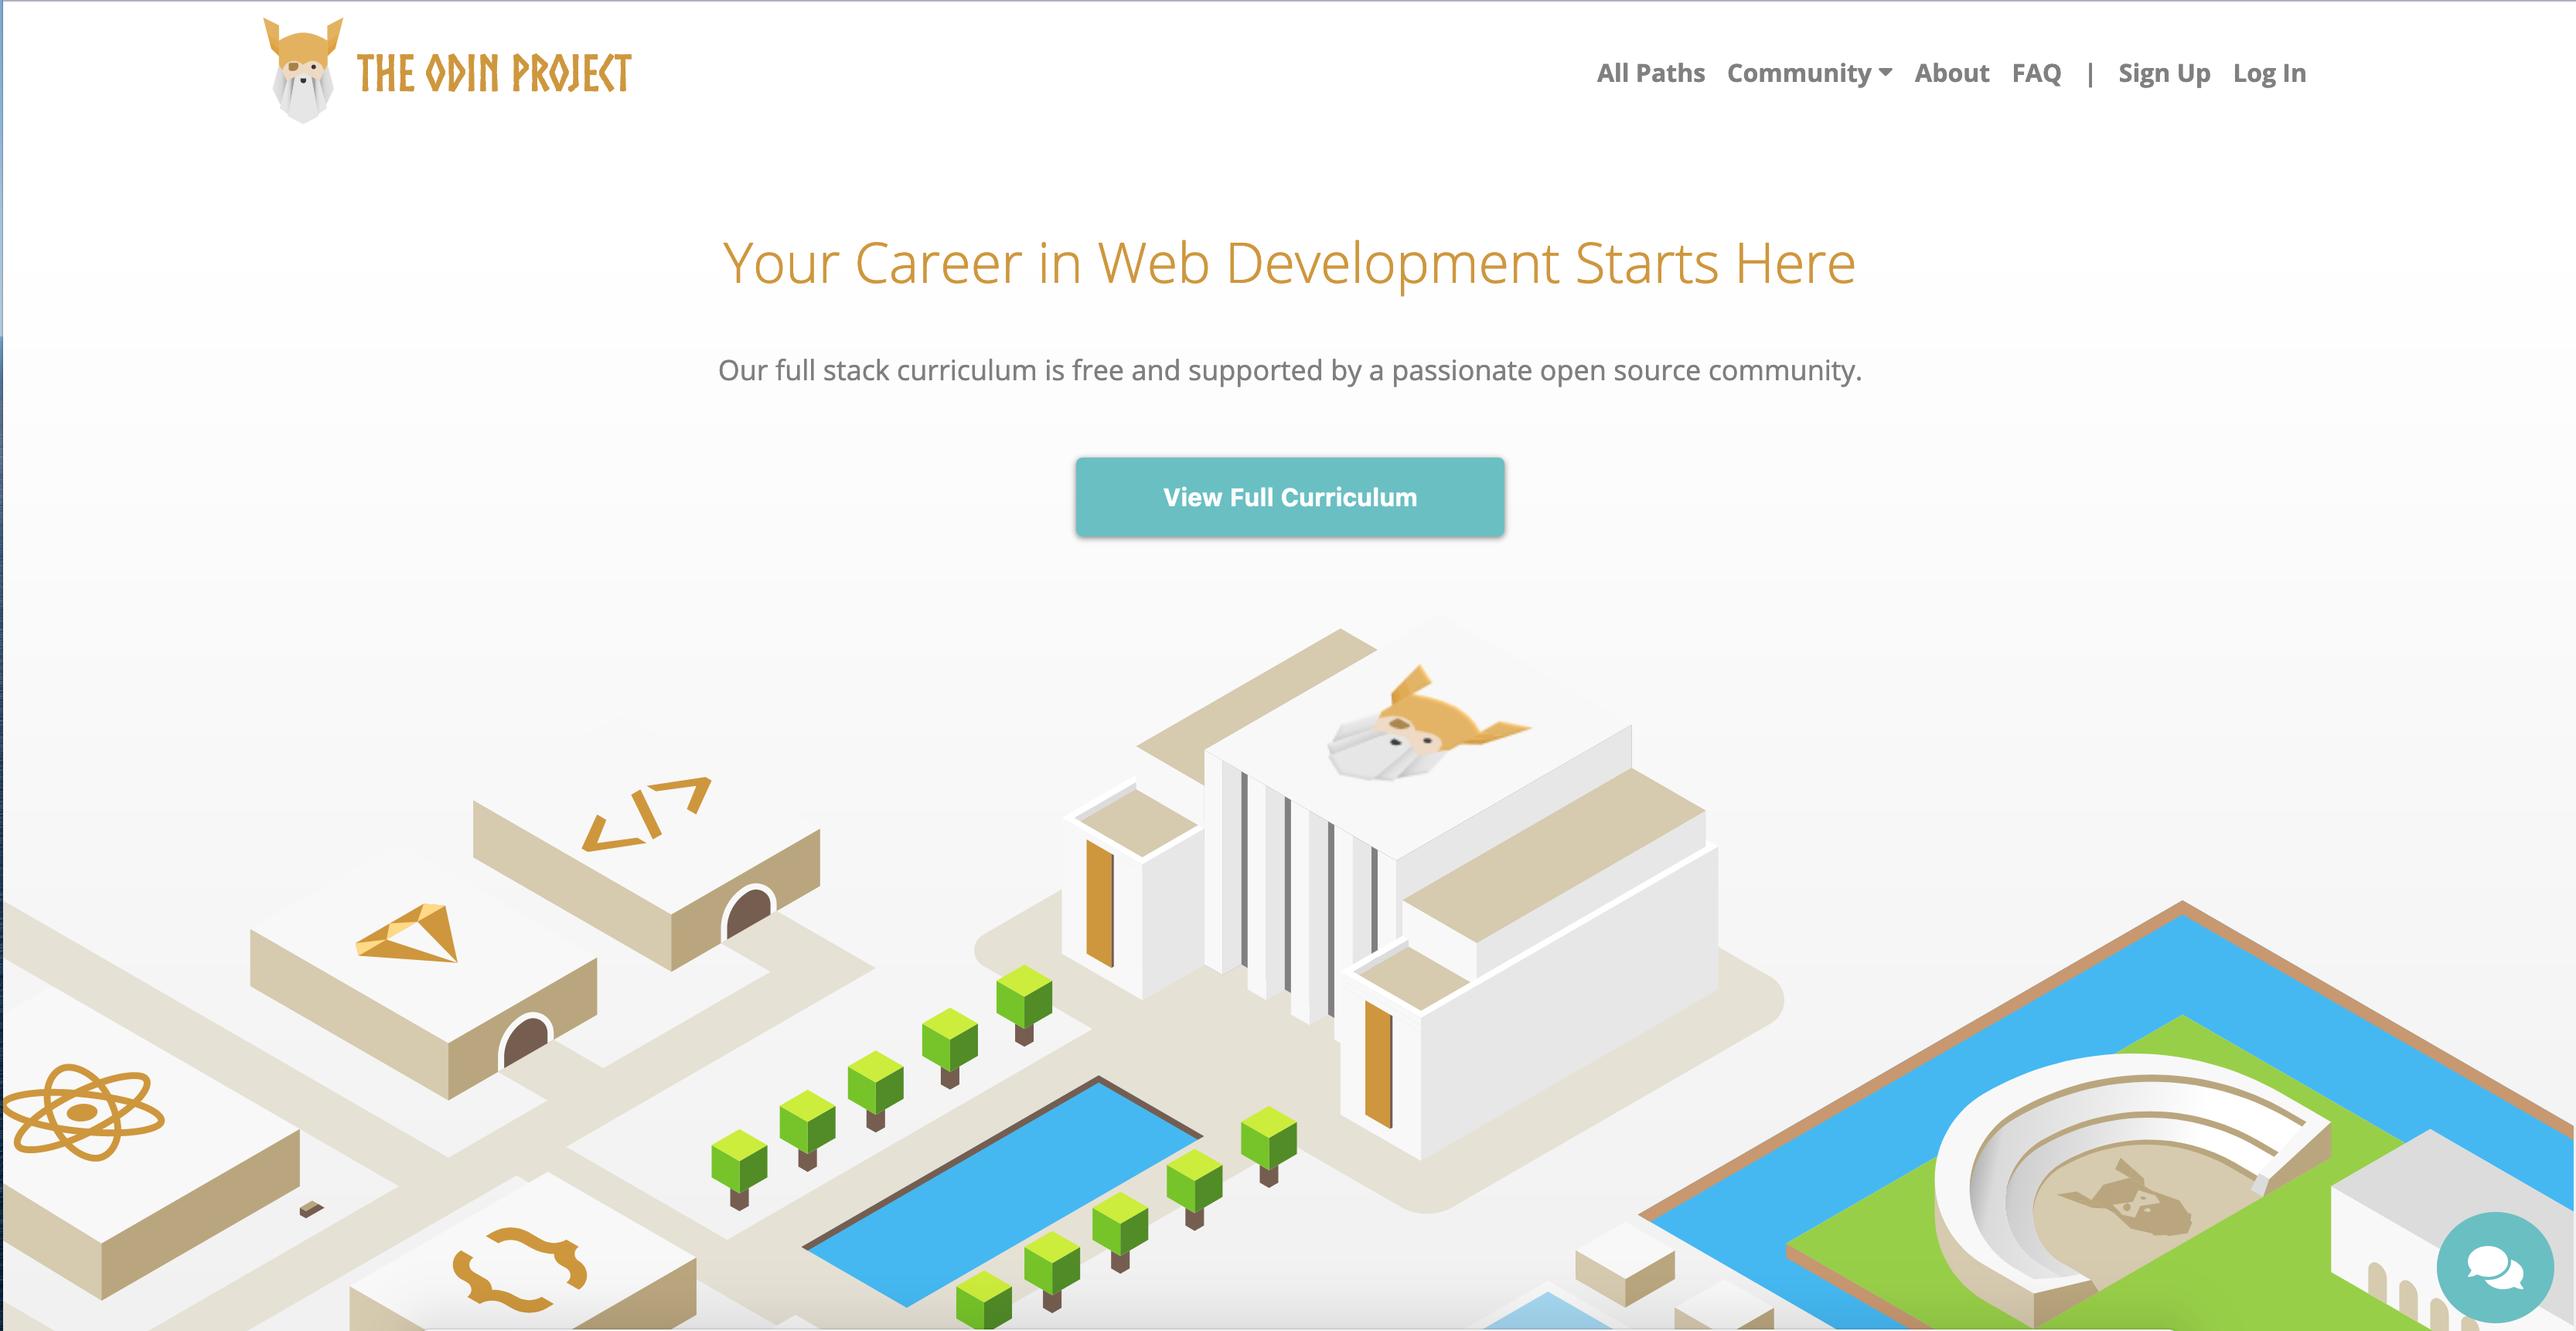 THE ODIN PROJECT
All Paths Community About FAQ | Sign Up Log In
Your Career in Web Development Starts Here
Our full stack curriculum is free and supported by a passionate open source community.
View Full Curriculum